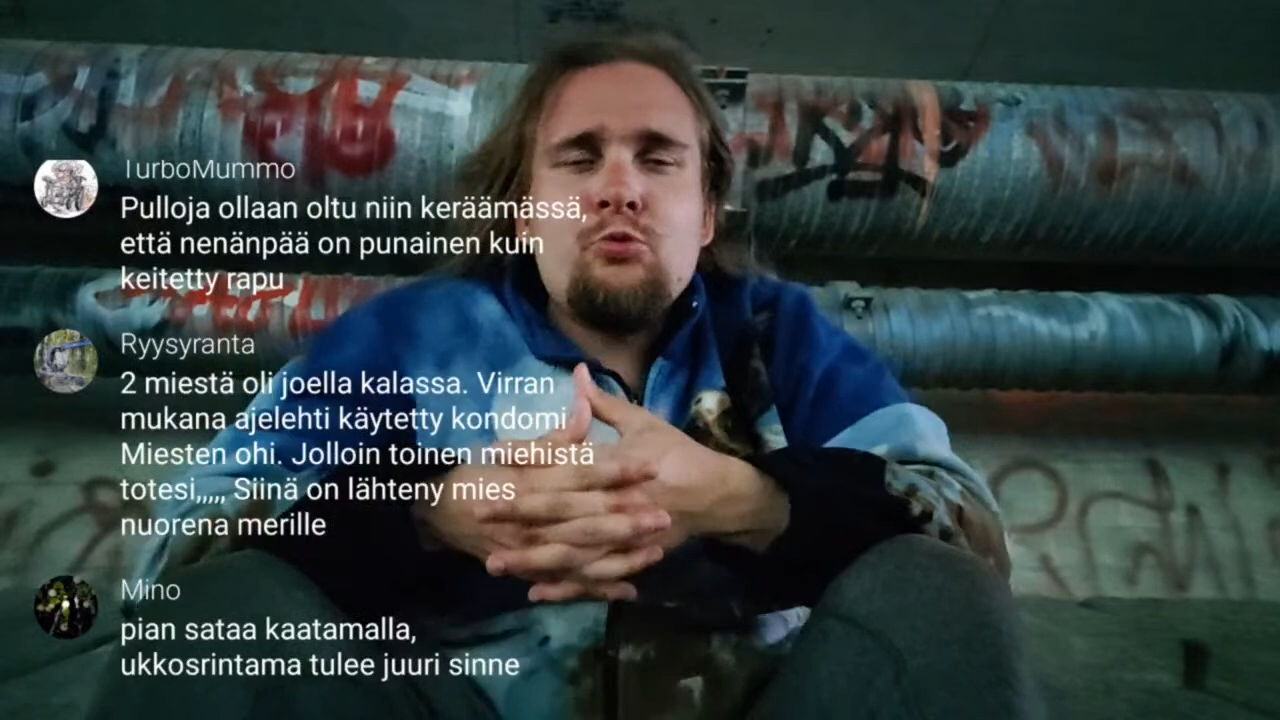 TurboMummo
Pulloja ollaan oltu niin keräämässä,
että nenänpää on punainen kuin
keitetty rapu
Ryysyranta
2 miestä oli joella kalassa. Virran
mukana ajelehti käytetty kondomi
Miesten ohi. Jolloin toinen miehistä
totesi,,,,, Siinä on lähteny mies
nuorena merille
Mino
pian sataa kaatamalla,
ukkosrintama tulee juuri sinne